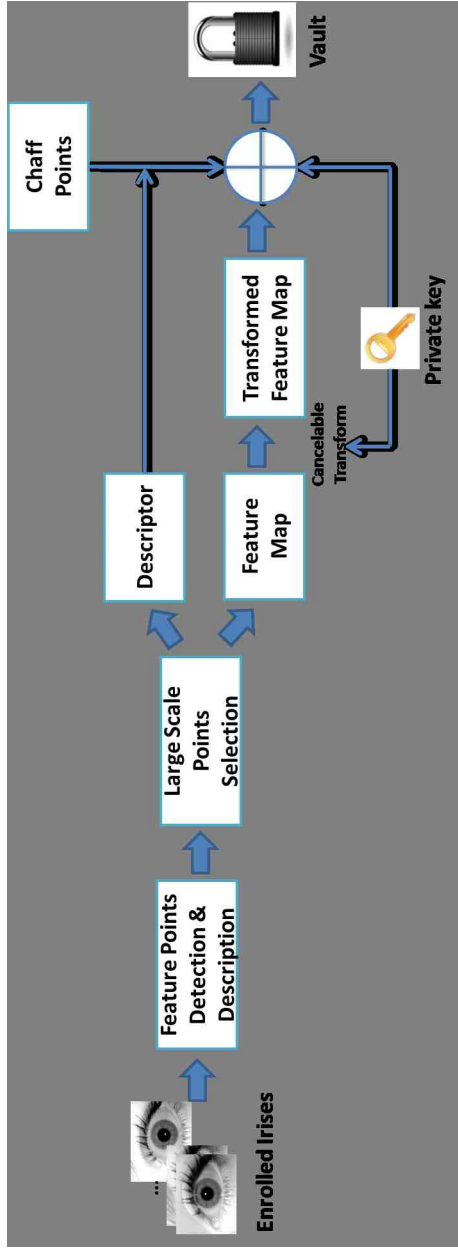 ...
Enrolled Irises
Feature Points
Detection &
Description
Large Scale
Points
Selection
Descriptor
Feature
Map
Cancelable
Transform
Transformed
Feature Map
Private key
Chaff
Points
Vault